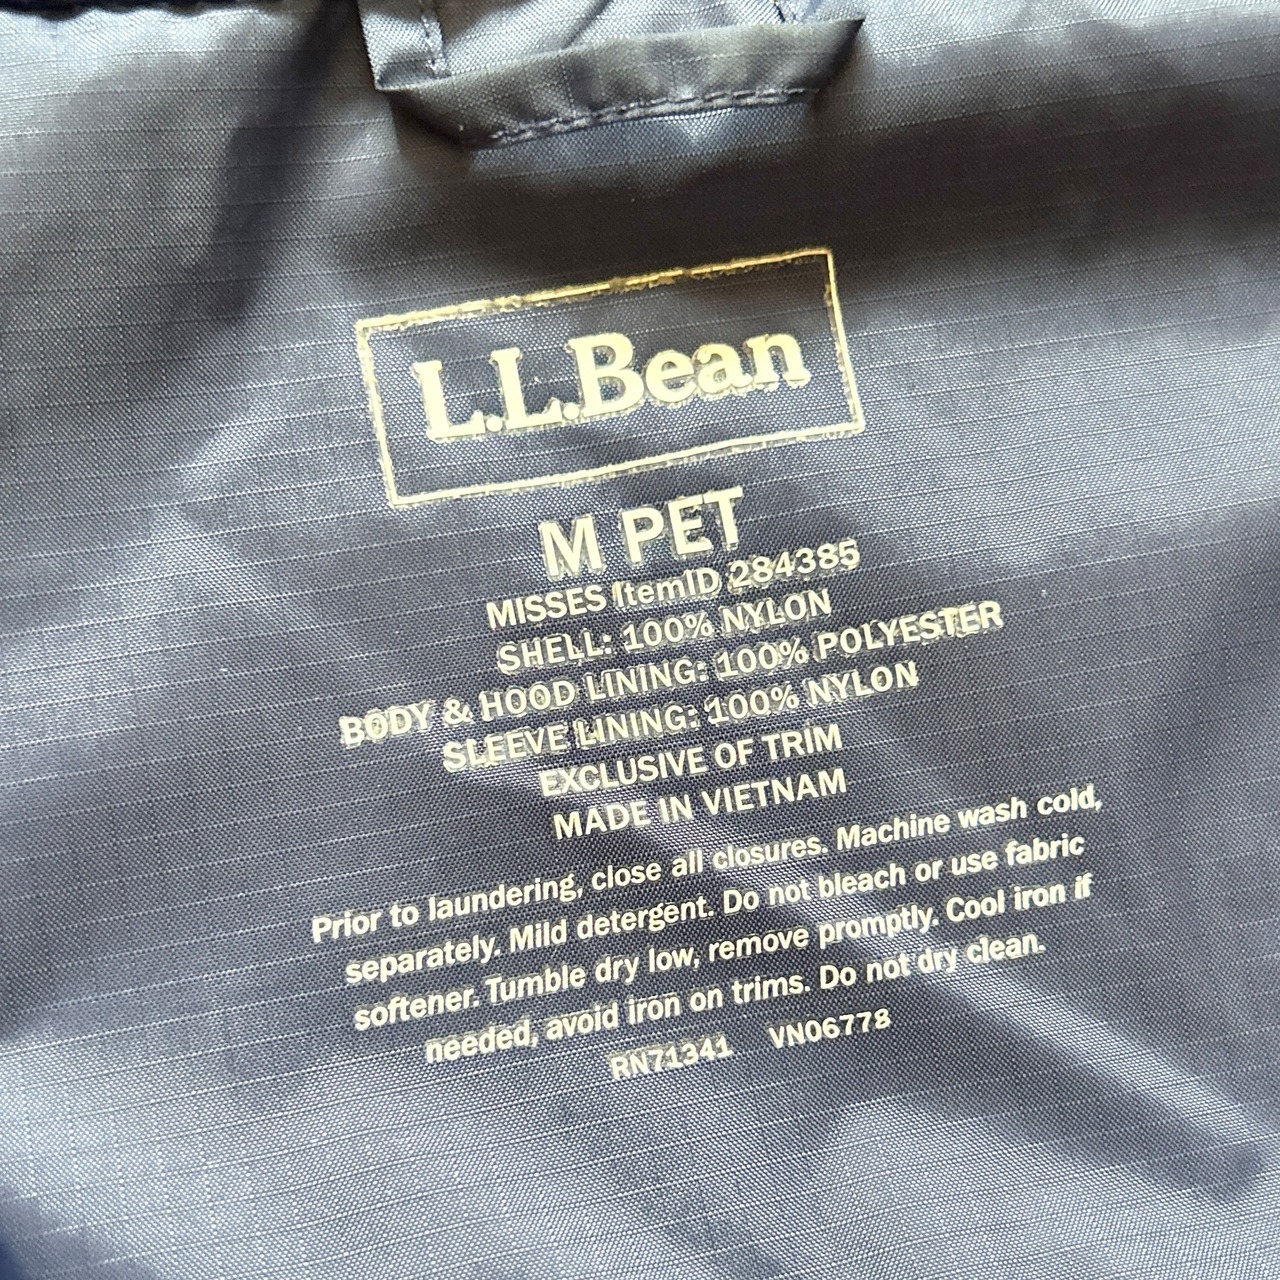 L.L.Bean
M PET
MISSES ItemID 284385
SHELL: 100% NYLON
BODY & HOOD LINING: 100% POLYESTER
SLEEVE LINING: 100% NYLON
EXCLUSIVE OF TRIM
MADE IN VIETNAM
Prior to laundering, close all closures. Machine wash cold,
separately. Mild detergent. Do not bleach or use fabric
softener. Tumble dry low, remove promptly. Cool iron if
needed, avoid iron on trims. Do not dry clean.
RN71341 VN06778